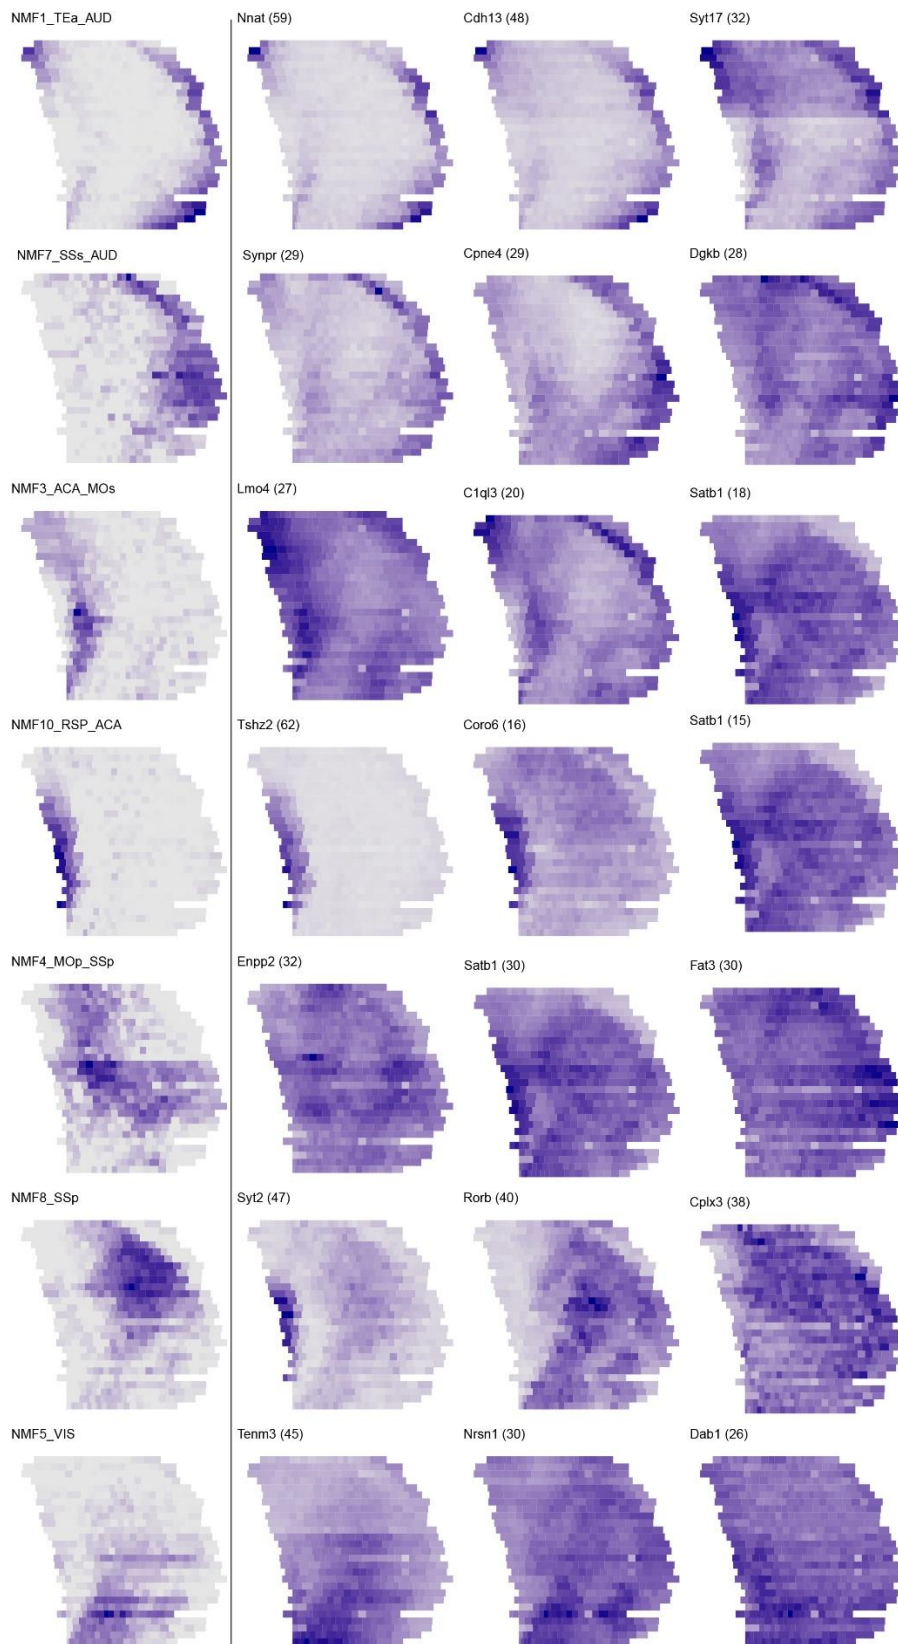 NMF1_TEa_AUD Nnat (59) Cdh13 (48) Syt17 (32)
NMF7_SSs_AUD Synpr (29) Cpne4 (29) Dgkb (28)
NMF3_ACA_MOs Lmo4 (27) C1ql3 (20) Satb1 (18)
NMF10_RSP_ACA Tshz2 (62) Coro6 (16) Satb1 (15)
NMF4_MOp_SSp Enpp2 (32) Satb1 (30) Fat3 (30)
NMF8_SSp Syt2 (47) Rorb (40) Cplx3 (38)
NMF5_VIS Tenm3 (45) Nrsn1 (30) Dab1 (26)